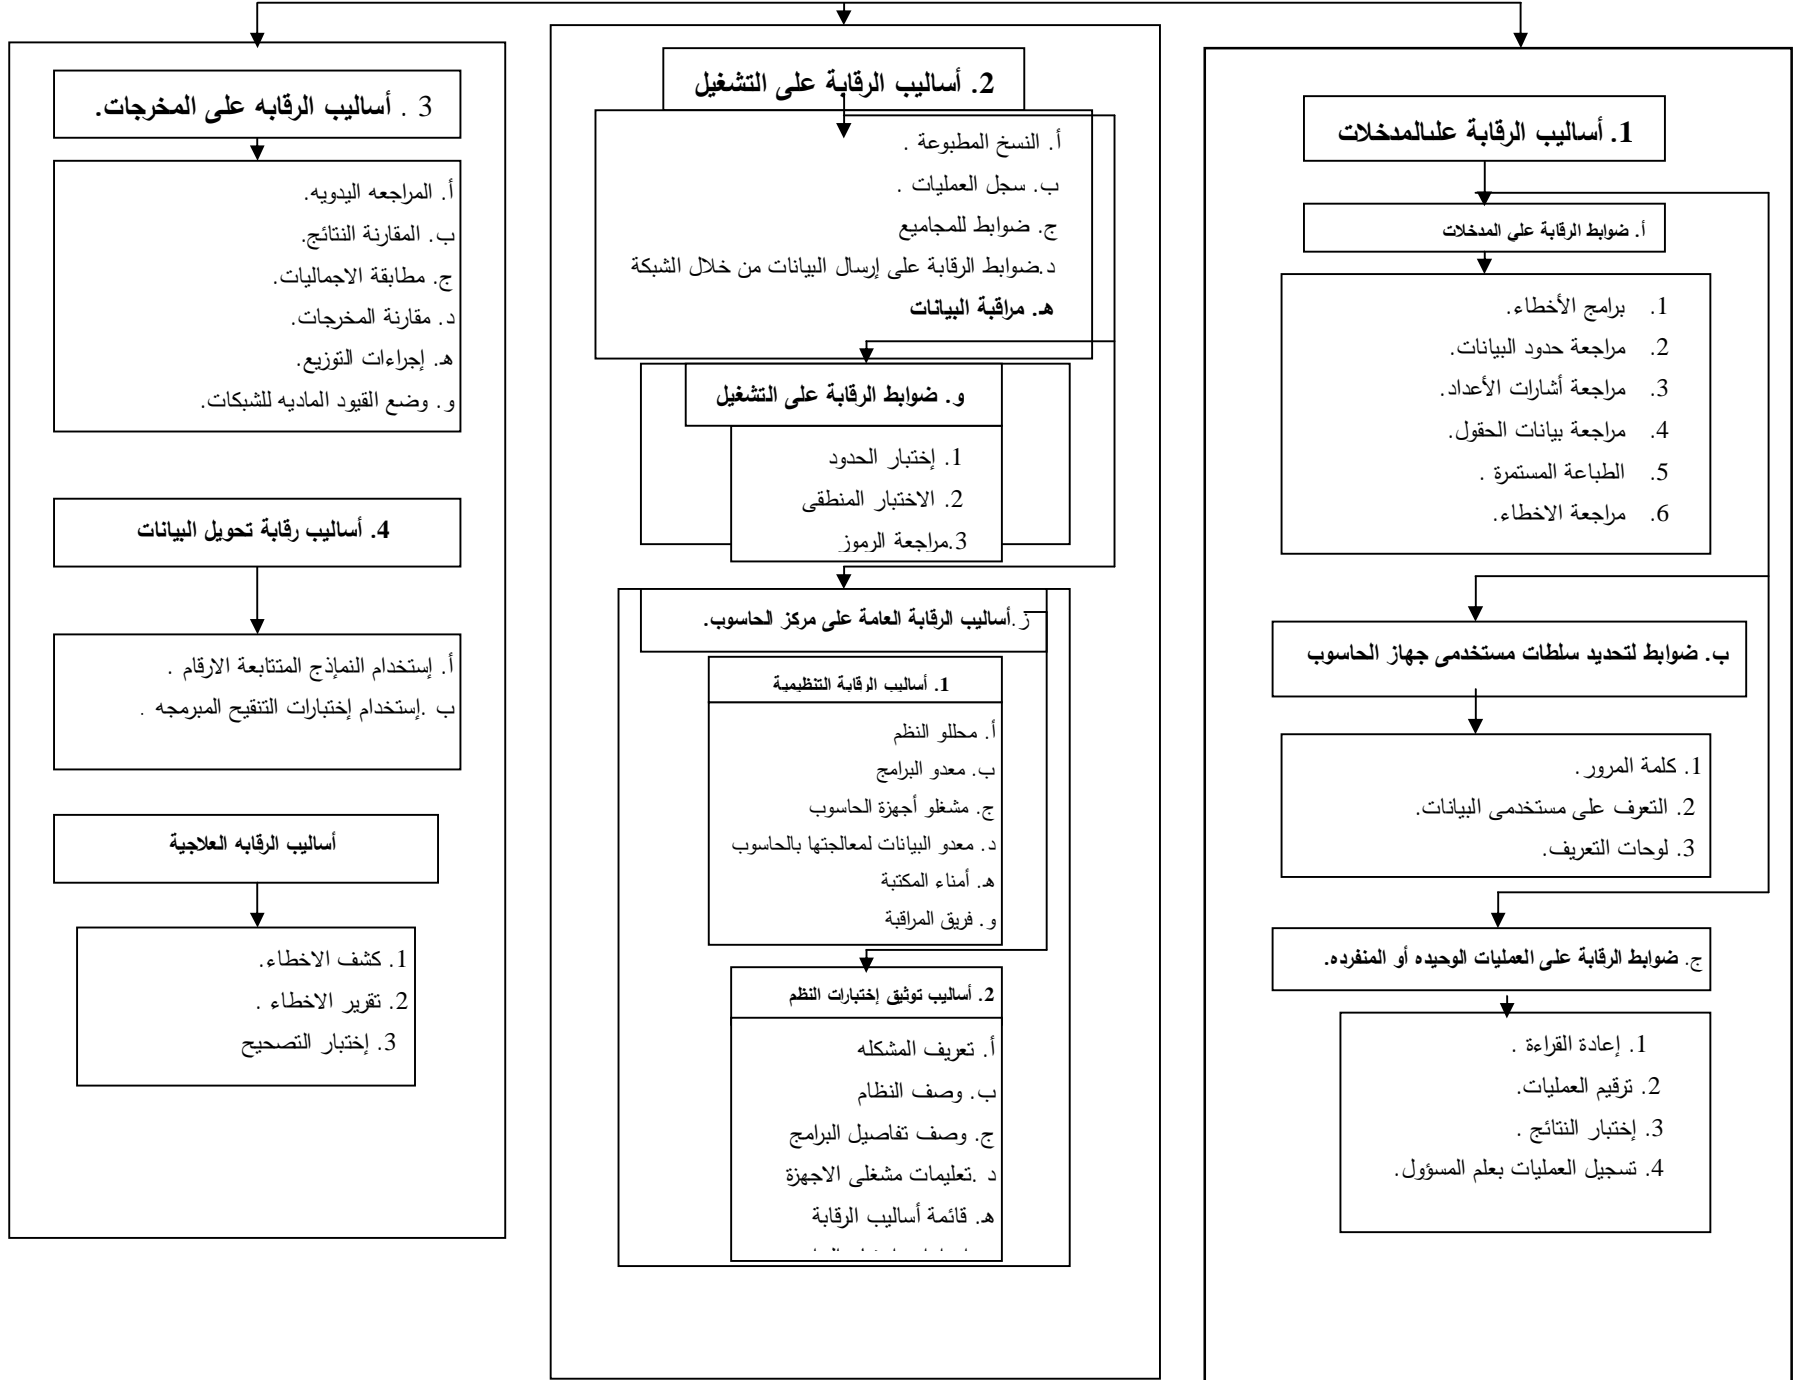 1. أساليب الرقابة علىالمدخلات
أ. ضوابط الرقابة علي المدخلات
1. برامج الأخطاء.
2. مراجعة حدود البيانات.
3. مراجعة أشارات الأعداد.
4. مراجعة بيانات الحقول.
5. الطباعة المستمرة .
6. مراجعة الاخطاء.
ب. ضوابط لتحديد سلطات مستخدمى جهاز الحاسوب
1. كلمة المرور .
2. التعرف على مستخدمى البيانات.
3. لوحات التعريف.
ج. ضوابط الرقابة على العمليات الوحيده أو المنفرده.
1. إعادة القراءة .
2. ترقيم العمليات.
3. إختبار النتائج .
4. تسجيل العمليات بعلم المسؤول.
2. أساليب الرقابة على التشغيل
أ. النسخ المطبوعة .
ب. سجل العمليات .
ج. ضوابط للمجاميع
د.ضوابط الرقابة على إرسال البيانات من خلال الشبكة
هـ. مراقبة البيانات
و. ضوابط الرقابة على التشغيل
1. إختبار الحدود
2. الاختبار المنطقى
3.مراجعة الرموز
ز.أساليب الرقابة العامة على مركز الحاسوب.
1. أساليب الرقابة التنظيمية
أ. محللو النظم
ب. معدو البرامج
ج. مشغلو أجهزة الحاسوب
د. معدو البيانات لمعالجتها بالحاسوب
هـ. أمناء المكتبة
و. فريق المراقبة
2. أساليب توثيق إختبارات النظم
أ. تعريف المشكله
ب. وصف النظام
ج. وصف تفاصيل البرامج
د .تعليمات مشغلى الاجهزة
هـ. قائمة أساليب الرقابة
3 . أساليب الرقابه على المخرجات.
أ. المراجعه اليدويه.
ب. المقارنة النتائج.
ج. مطابقة الاجماليات.
د. مقارنة المخرجات.
هـ. إجراءات التوزيع.
و. وضع القيود الماديه للشبكات.
4. أساليب رقابة تحويل البيانات
أ. إستخدام النماذج المتتابعة الارقام .
ب .إستخدام إختبارات التنقيح المبرمجه .
أساليب الرقابه العلاجية
1. كشف الاخطاء.
2. تقرير الاخطاء .
3. إختبار التصحيح